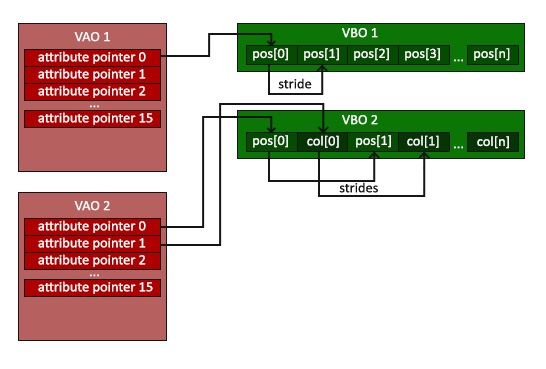 VAO 1
attribute pointer 0
attribute pointer 1
attribute pointer 2
...
attribute pointer 15
VBO 1
pos[0] pos[1] pos[2] pos[3] ... pos[n]
stride
VBO 2
pos[0] col[0] pos[1] col[1] ... col[n]
strides
VAO 2
attribute pointer 0
attribute pointer 1
attribute pointer 2
...
attribute pointer 15